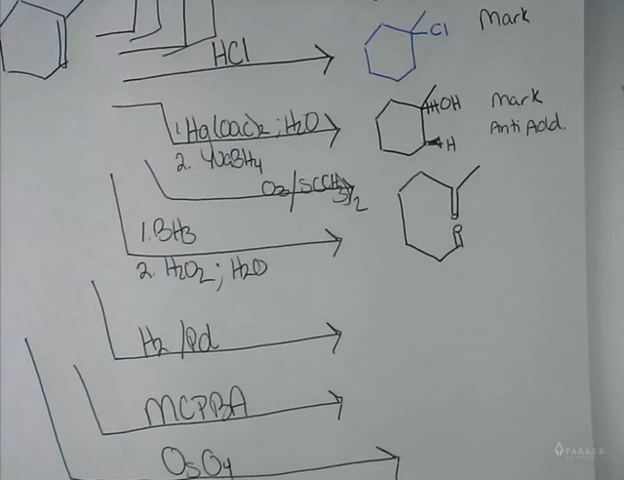 HCl
Cl
Mark
1. Hg(OAc)2 ; H2O
2. NaBH4
OH
H
Mark
Anti Add.
O3/S(CH3)2
O
1. BH3
2. H2O2 ; H2O
H2 /Pd
MCPBA
OsO4
PARKER